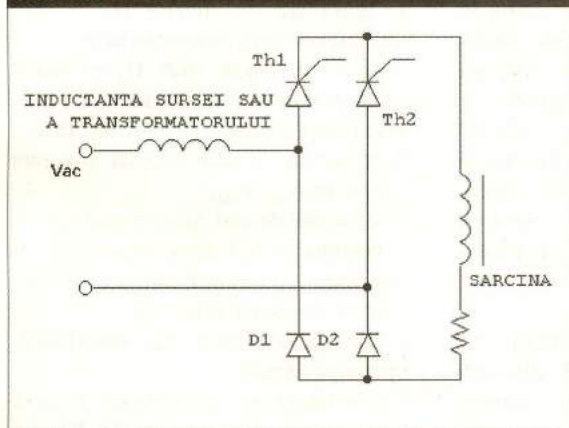 Th1
INDUCTANTA SURSEI SAU
A TRANSFORMATORULUI
Th2
Vac
SARCINA
D1
D2